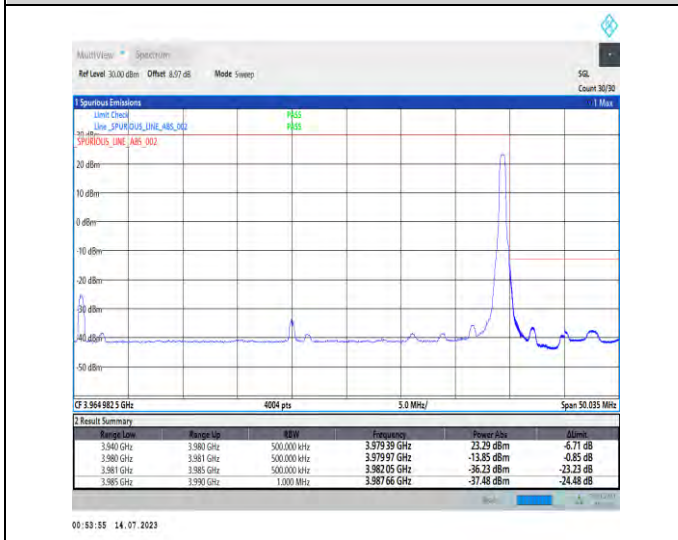 MultiView Spectrum
Ref Level 30.00 dBm Offset 8.97 dB Mode Sweep SGL
Count 30/30
1 Spurious Emissions 1 Max
Limit Check PASS
Line _SPURIOUS_LINE_ABS_002 PASS
30 dBm
_SPURIOUS_LINE_ABS_002
20 dBm
10 dBm
0 dBm
-10 dBm
-20 dBm
-30 dBm
-40 dBm
-50 dBm
CF 3.964 982 5 GHz 4004 pts 5.0 MHz/ Span 50.035 MHz
2 Result Summary
Range Low Range Up RBW Frequency Power Abs ΔLimit
3.940 GHz 3.980 GHz 500.000 kHz 3.979 39 GHz 23.29 dBm -6.71 dB
3.980 GHz 3.981 GHz 500.000 kHz 3.979 97 GHz -13.85 dBm -0.85 dB
3.981 GHz 3.985 GHz 500.000 kHz 3.982 05 GHz -36.23 dBm -23.23 dB
3.985 GHz 3.990 GHz 1.000 MHz 3.987 66 GHz -37.48 dBm -24.48 dB
00:53:55 14.07.2023